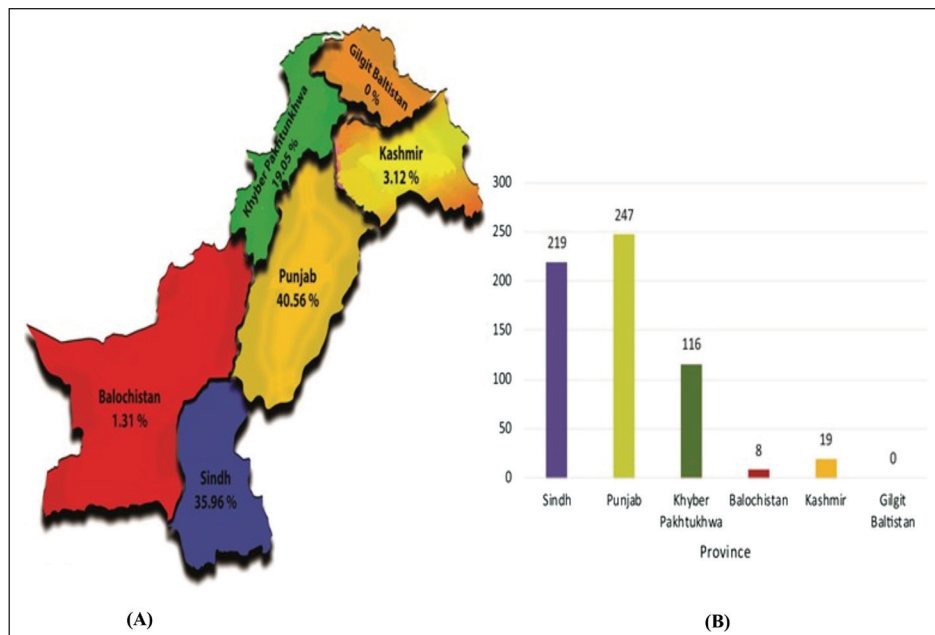 Gilgit Baltistan
0 %
Khyber Pakhtunkhwa
19.05 %
Kashmir
3.12 %
Punjab
40.56 %
Balochistan
1.31 %
Sindh
35.96 %
(A)
300
250
200
150
100
50
0
219
247
116
8
19
0
Sindh
Punjab
Khyber
Pakhtukhwa
Balochistan
Kashmir
Gilgit
Baltistan
Province
(B)